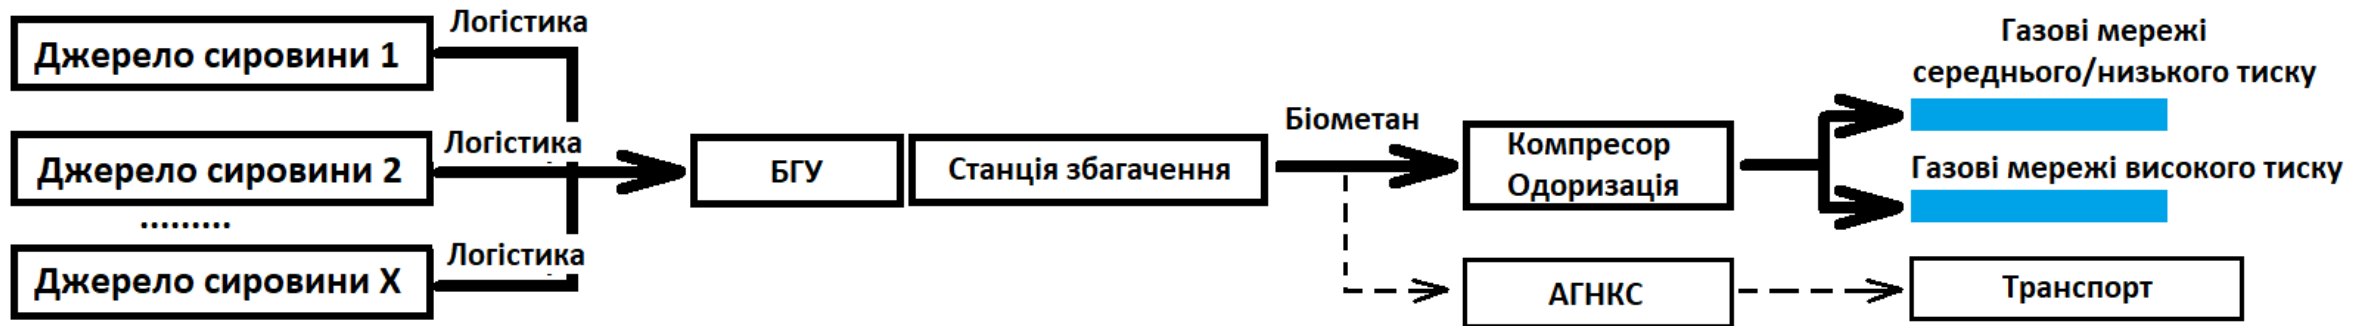 Логістика
Джерело сировини 1
Логістика
Джерело сировини 2
.........
Логістика
Джерело сировини Х
БГУ
Станція збагачення
Біометан
Компресор
Одоризація
АГНКС
Газові мережі
середнього/низького тиску
Газові мережі високого тиску
Транспорт